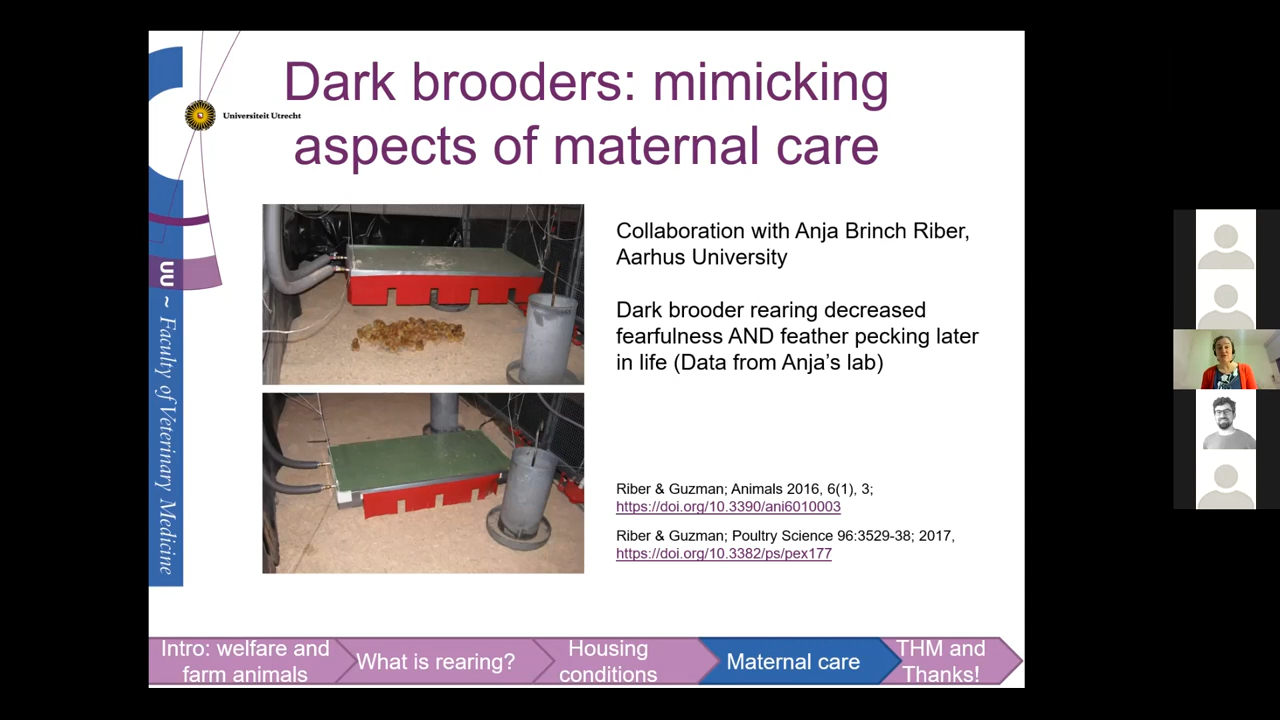 Dark brooders: mimicking
aspects of maternal care
Universiteit Utrecht
UU ~ Faculty of Veterinary Medicine
Collaboration with Anja Brinch Riber,
Aarhus University
Dark brooder rearing decreased
fearfulness AND feather pecking later
in life (Data from Anja’s lab)
Riber & Guzman; Animals 2016, 6(1), 3;
https://doi.org/10.3390/ani6010003
Riber & Guzman; Poultry Science 96:3529-38; 2017,
https://doi.org/10.3382/ps/pex177
Intro: welfare and
farm animals
What is rearing?
Housing
conditions
Maternal care
THM and
Thanks!